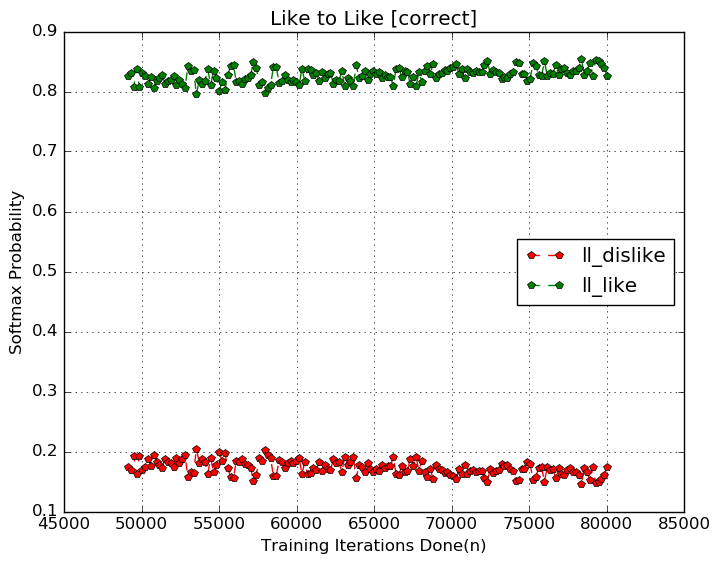 Like to Like [correct]
Softmax Probability
0.9
0.8
0.7
0.6
0.5
0.4
0.3
0.2
0.1
ll_dislike
ll_like
45000 50000 55000 60000 65000 70000 75000 80000 85000
Training Iterations Done(n)